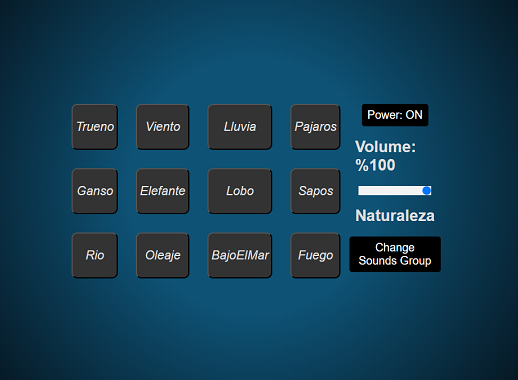 Trueno Viento Lluvia Pajaros
Power: ON
Volume:
%100
Ganso Elefante Lobo Sapos
Naturaleza
Rio Oleaje BajoElMar Fuego
Change
Sounds Group